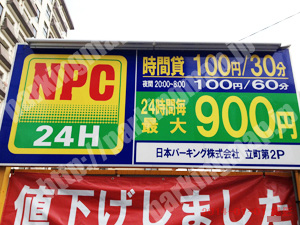 NPC
24H
時間貸 100円/30分
夜間 20:00-8:00 100円/60分
24時間毎
最大 900円
日本パーキング株式会社 立町第2P
値下げしました